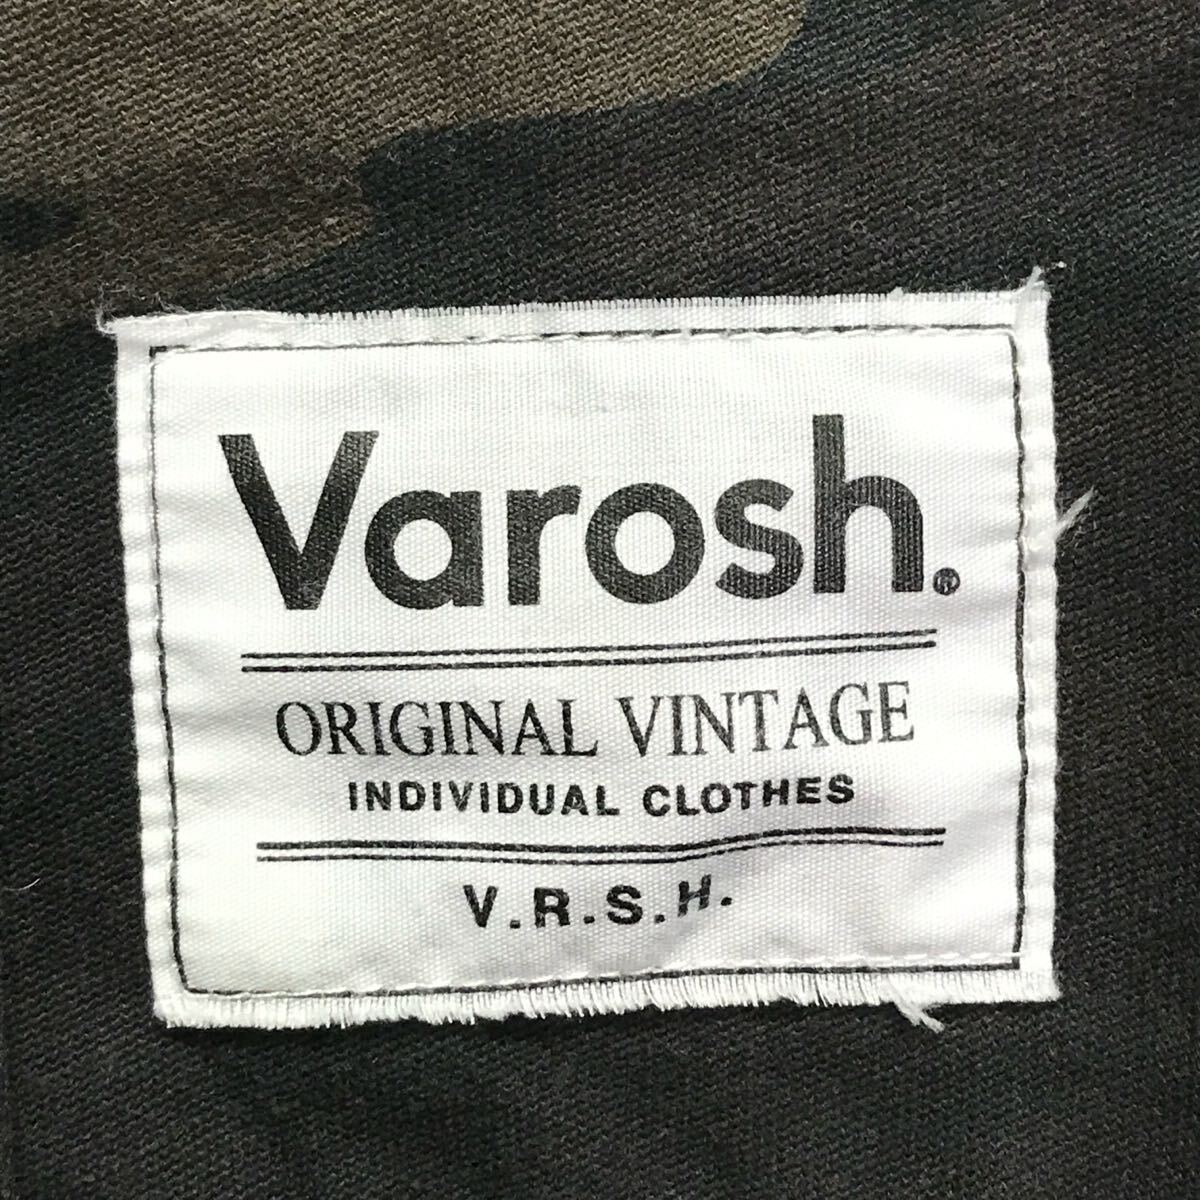 Varosh.®
ORIGINAL VINTAGE
INDIVIDUAL CLOTHES
V.R.S.H.